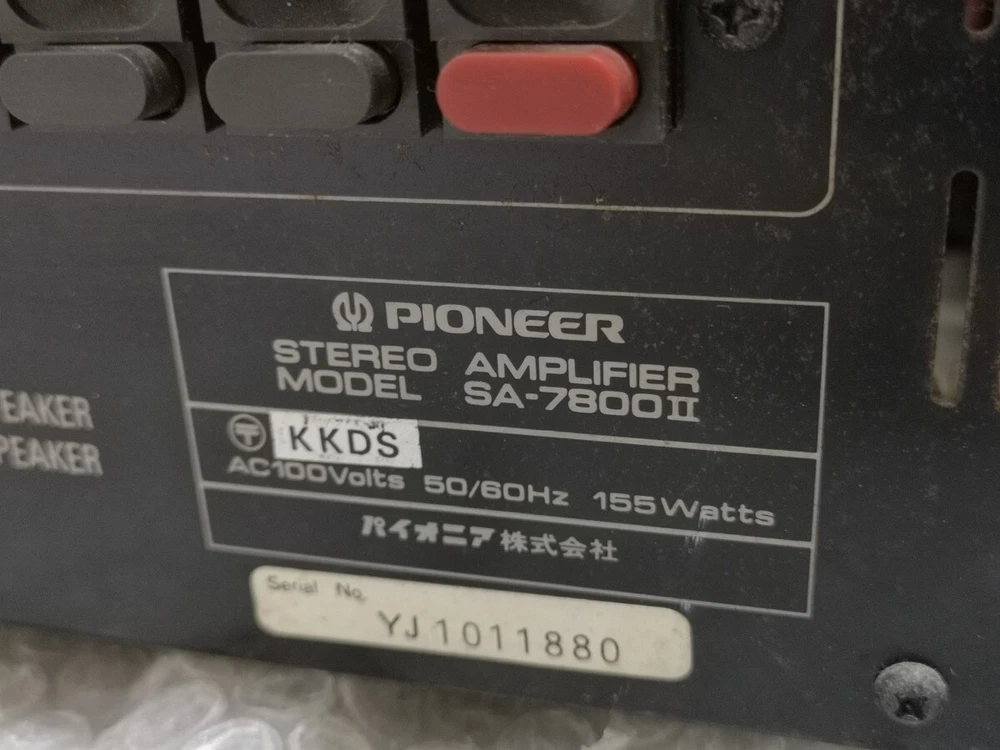 PIONEER
STEREO AMPLIFIER
MODEL SA-7800II
EAKER
PEAKER
〒 KKDS
AC100Volts 50/60Hz 155Watts
パイオニア株式会社
Serial No.
YJ1011880